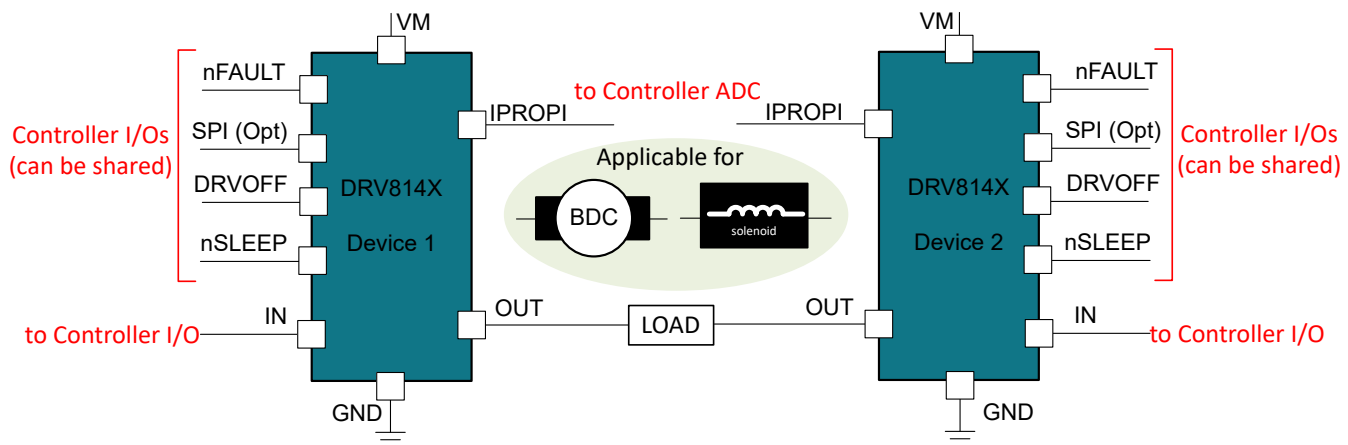 VM
nFAULT
Controller I/Os
(can be shared)
SPI (Opt)
DRVOFF
nSLEEP
IN
to Controller I/O
DRV814X
Device 1
IPROPI
OUT
GND
to Controller ADC
Applicable for
BDC
solenoid
LOAD
VM
IPROPI
OUT
DRV814X
Device 2
nFAULT
SPI (Opt)
DRVOFF
nSLEEP
Controller I/Os
(can be shared)
IN
to Controller I/O
GND